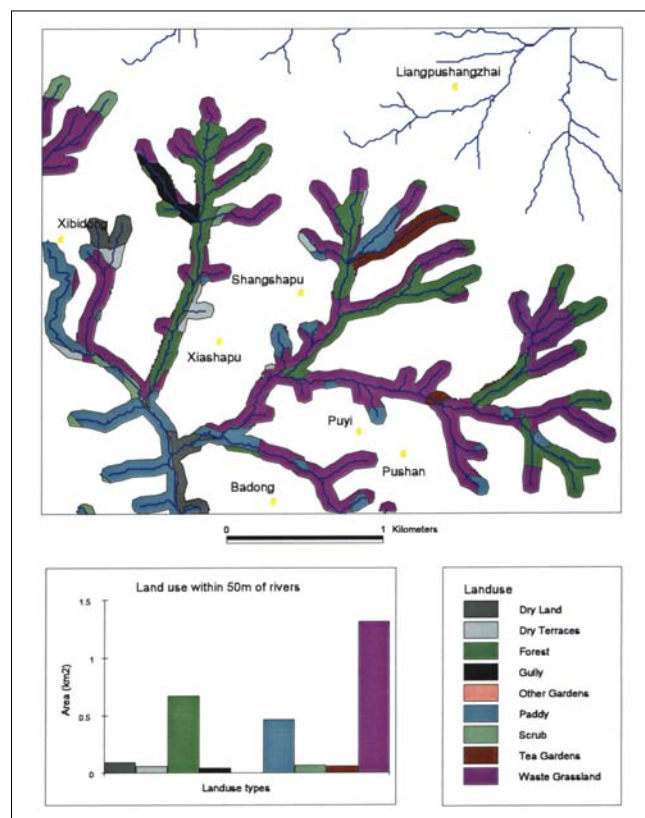 Liangpushangzhai
Xibidong
Shangshapu
Xiashapu
Puyi
Pushan
Badong
0 1 Kilometers
Land use within 50m of rivers
1.5
1
0.5
0
Area (km2)
Landuse types
Landuse
Dry Land
Dry Terraces
Forest
Gully
Other Gardens
Paddy
Scrub
Tea Gardens
Waste Grassland